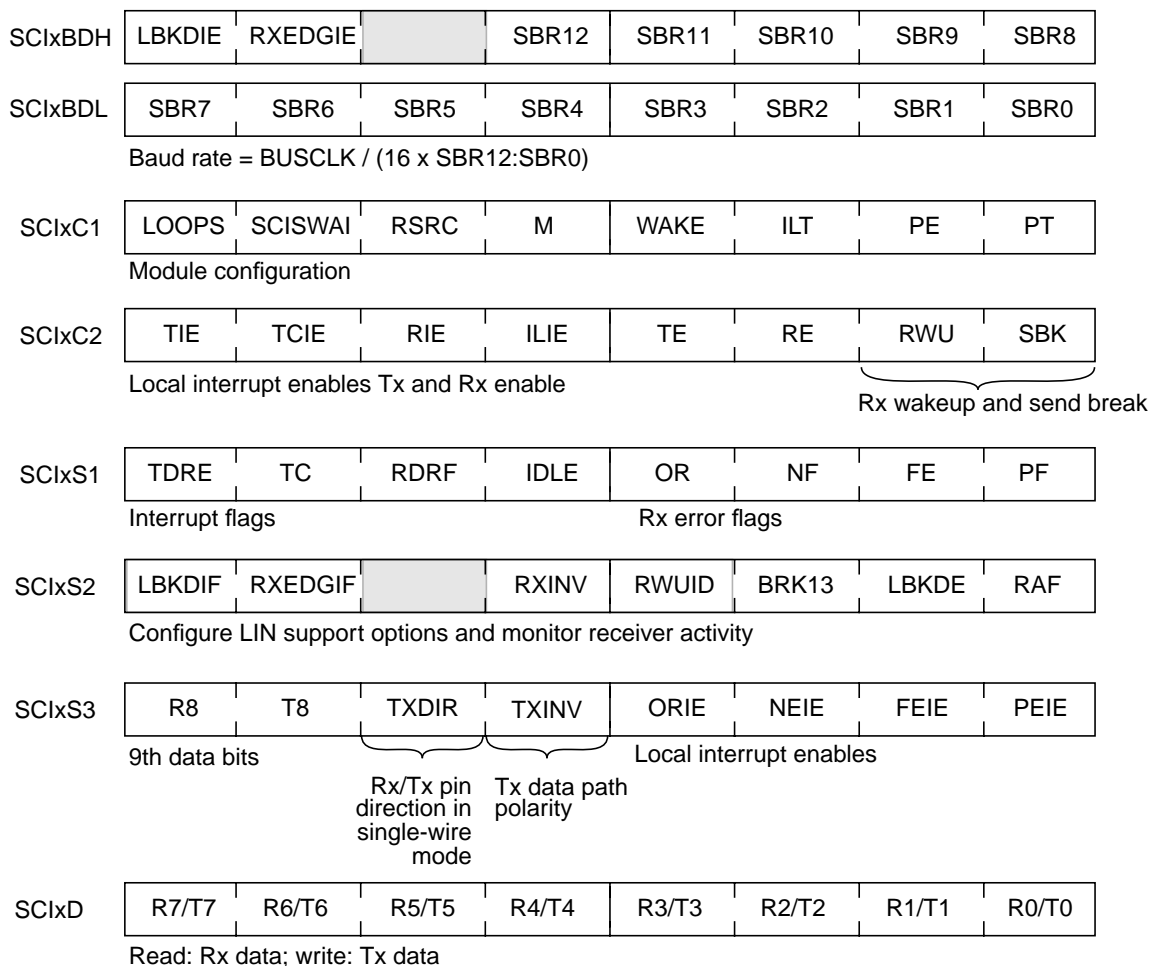 SCIxBDH LBKDIE RXEDGIE SBR12 SBR11 SBR10 SBR9 SBR8
SCIxBDL SBR7 SBR6 SBR5 SBR4 SBR3 SBR2 SBR1 SBR0
Baud rate = BUSCLK / (16 x SBR12:SBR0)
SCIxC1 LOOPS SCISWAI RSRC M WAKE ILT PE PT
Module configuration
SCIxC2 TIE TCIE RIE ILIE TE RE RWU SBK
Local interrupt enables Tx and Rx enable
Rx wakeup and send break
SCIxS1 TDRE TC RDRF IDLE OR NF FE PF
Interrupt flags Rx error flags
SCIxS2 LBKDIF RXEDGIF RXINV RWUID BRK13 LBKDE RAF
Configure LIN support options and monitor receiver activity
SCIxS3 R8 T8 TXDIR TXINV ORIE NEIE FEIE PEIE
9th data bits
Local interrupt enables
Rx/Tx pin
direction in
single-wire
mode
Tx data path
polarity
SCIxD R7/T7 R6/T6 R5/T5 R4/T4 R3/T3 R2/T2 R1/T1 R0/T0
Read: Rx data; write: Tx data